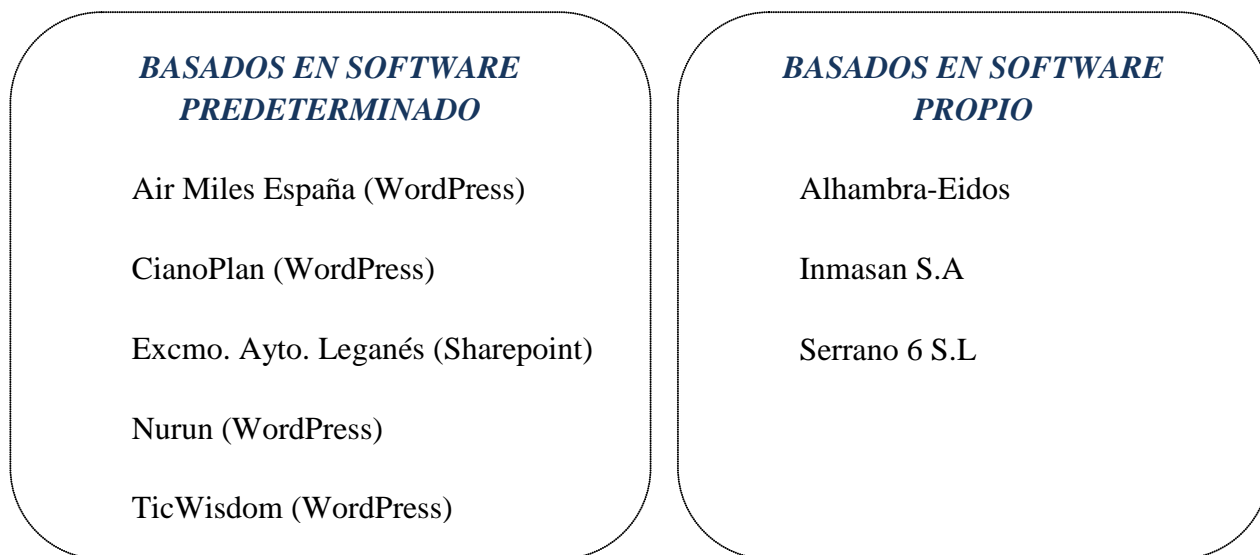 BASADOS EN SOFTWARE
PREDETERMINADO
Air Miles España (WordPress)
CianoPlan (WordPress)
Excmo. Ayto. Leganés (Sharepoint)
Nurun (WordPress)
TicWisdom (WordPress)
BASADOS EN SOFTWARE
PROPIO
Alhambra-Eidos
Inmasan S.A
Serrano 6 S.L